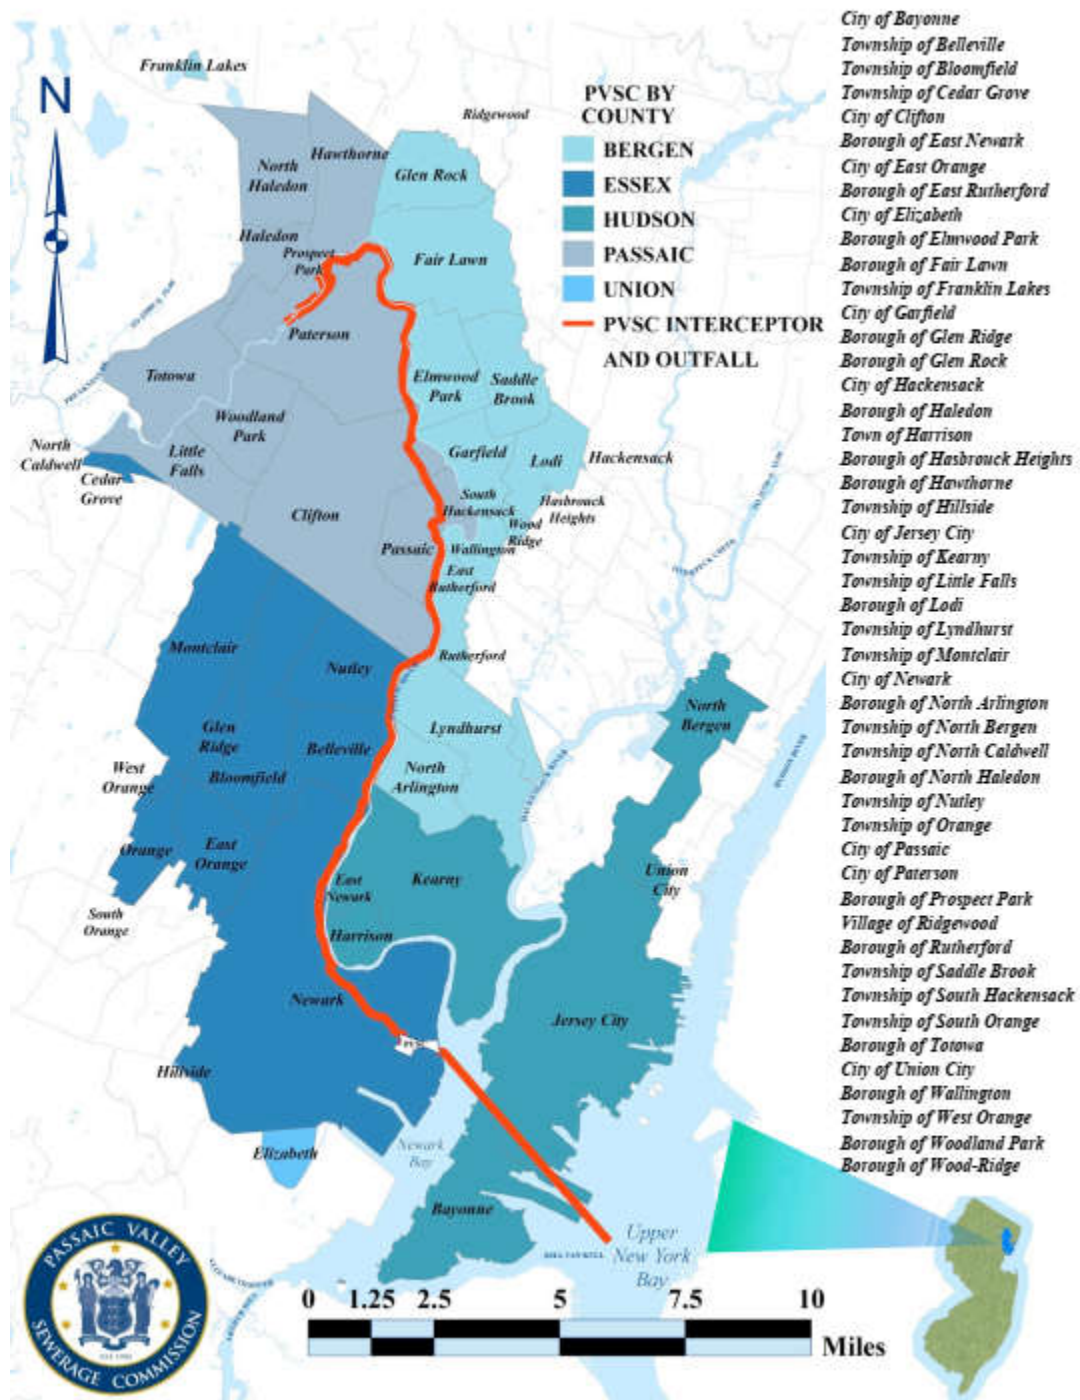 Franklin Lakes
N
Ridgewood
Hawthorne
North
Haledon
Glen Rock
Haledon
Prospect
Park
Fair Lawn
Paterson
Totowa
Elmwood
Park
Saddle
Brook
Woodland
Park
North
Caldwell
Little
Falls
Cedar
Grove
Garfield
Lodi
Hackensack
South
Hackensack
Hasbrouck
Heights
Wood
Ridge
Clifton
Passaic
Wallington
East
Rutherford
Rutherford
Montclair
Nutley
Glen
Ridge
Belleville
Lyndhurst
North
Bergen
West
Orange
Bloomfield
North
Arlington
HACKENSACK RIVER
HUDSON RIVER
Orange
East
Orange
East
Newark
Kearny
Union
City
South
Orange
Harrison
Newark
Jersey City
PVSC
Hillside
Elizabeth
Newark
Bay
Bayonne
Upper
New York
Bay
KILL VAN KULL
PVSC BY
COUNTY
BERGEN
ESSEX
HUDSON
PASSAIC
UNION
PVSC INTERCEPTOR
AND OUTFALL
City of Bayonne
Township of Belleville
Township of Bloomfield
Township of Cedar Grove
City of Clifton
Borough of East Newark
City of East Orange
Borough of East Rutherford
City of Elizabeth
Borough of Elmwood Park
Borough of Fair Lawn
Township of Franklin Lakes
City of Garfield
Borough of Glen Ridge
Borough of Glen Rock
City of Hackensack
Borough of Haledon
Town of Harrison
Borough of Hasbrouck Heights
Borough of Hawthorne
Township of Hillside
City of Jersey City
Township of Kearny
Township of Little Falls
Borough of Lodi
Township of Lyndhurst
Township of Montclair
City of Newark
Borough of North Arlington
Township of North Bergen
Township of North Caldwell
Borough of North Haledon
Township of Nutley
Township of Orange
City of Passaic
City of Paterson
Borough of Prospect Park
Village of Ridgewood
Borough of Rutherford
Township of Saddle Brook
Township of South Hackensack
Township of South Orange
Borough of Totowa
City of Union City
Borough of Wallington
Township of West Orange
Borough of Woodland Park
Borough of Wood-Ridge
PASSAIC VALLEY
SEWERAGE COMMISSION
0 1.25 2.5 5 7.5 10
Miles